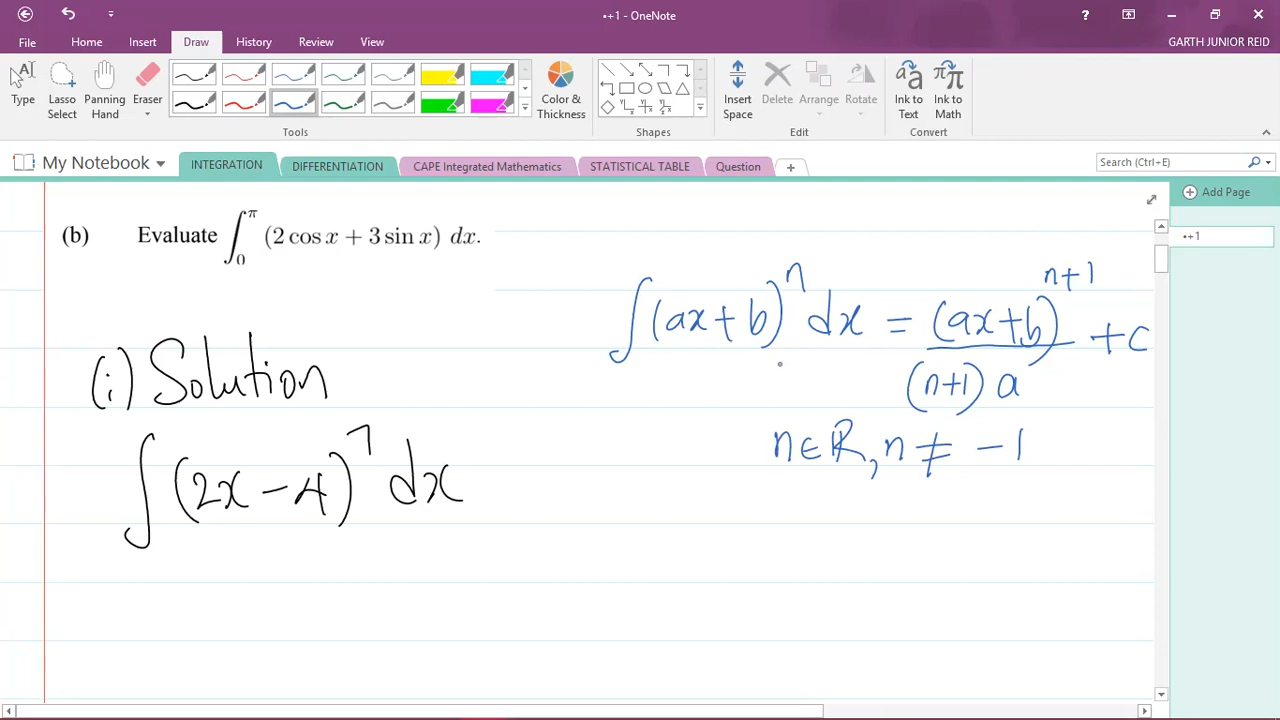 •+1 - OneNote
File Home Insert Draw History Review View
GARTH JUNIOR REID
Type
Lasso Select
Panning Hand
Eraser
Color & Thickness
Insert Space
Delete
Arrange
Rotate
Ink to Text
Ink to Math
Tools
Shapes
Edit
Convert
My Notebook
INTEGRATION DIFFERENTIATION CAPE Integrated Mathematics STATISTICAL TABLE Question
Search (Ctrl+E)
Add Page
•+1
(b) Evaluate ∫₀^π (2 cos x + 3 sin x) dx.
∫(ax+b)^n dx = (ax+b)^(n+1) / (n+1) a + c
n∈ℝ, n ≠ -1
(i) Solution
∫(2x-4)^7 dx